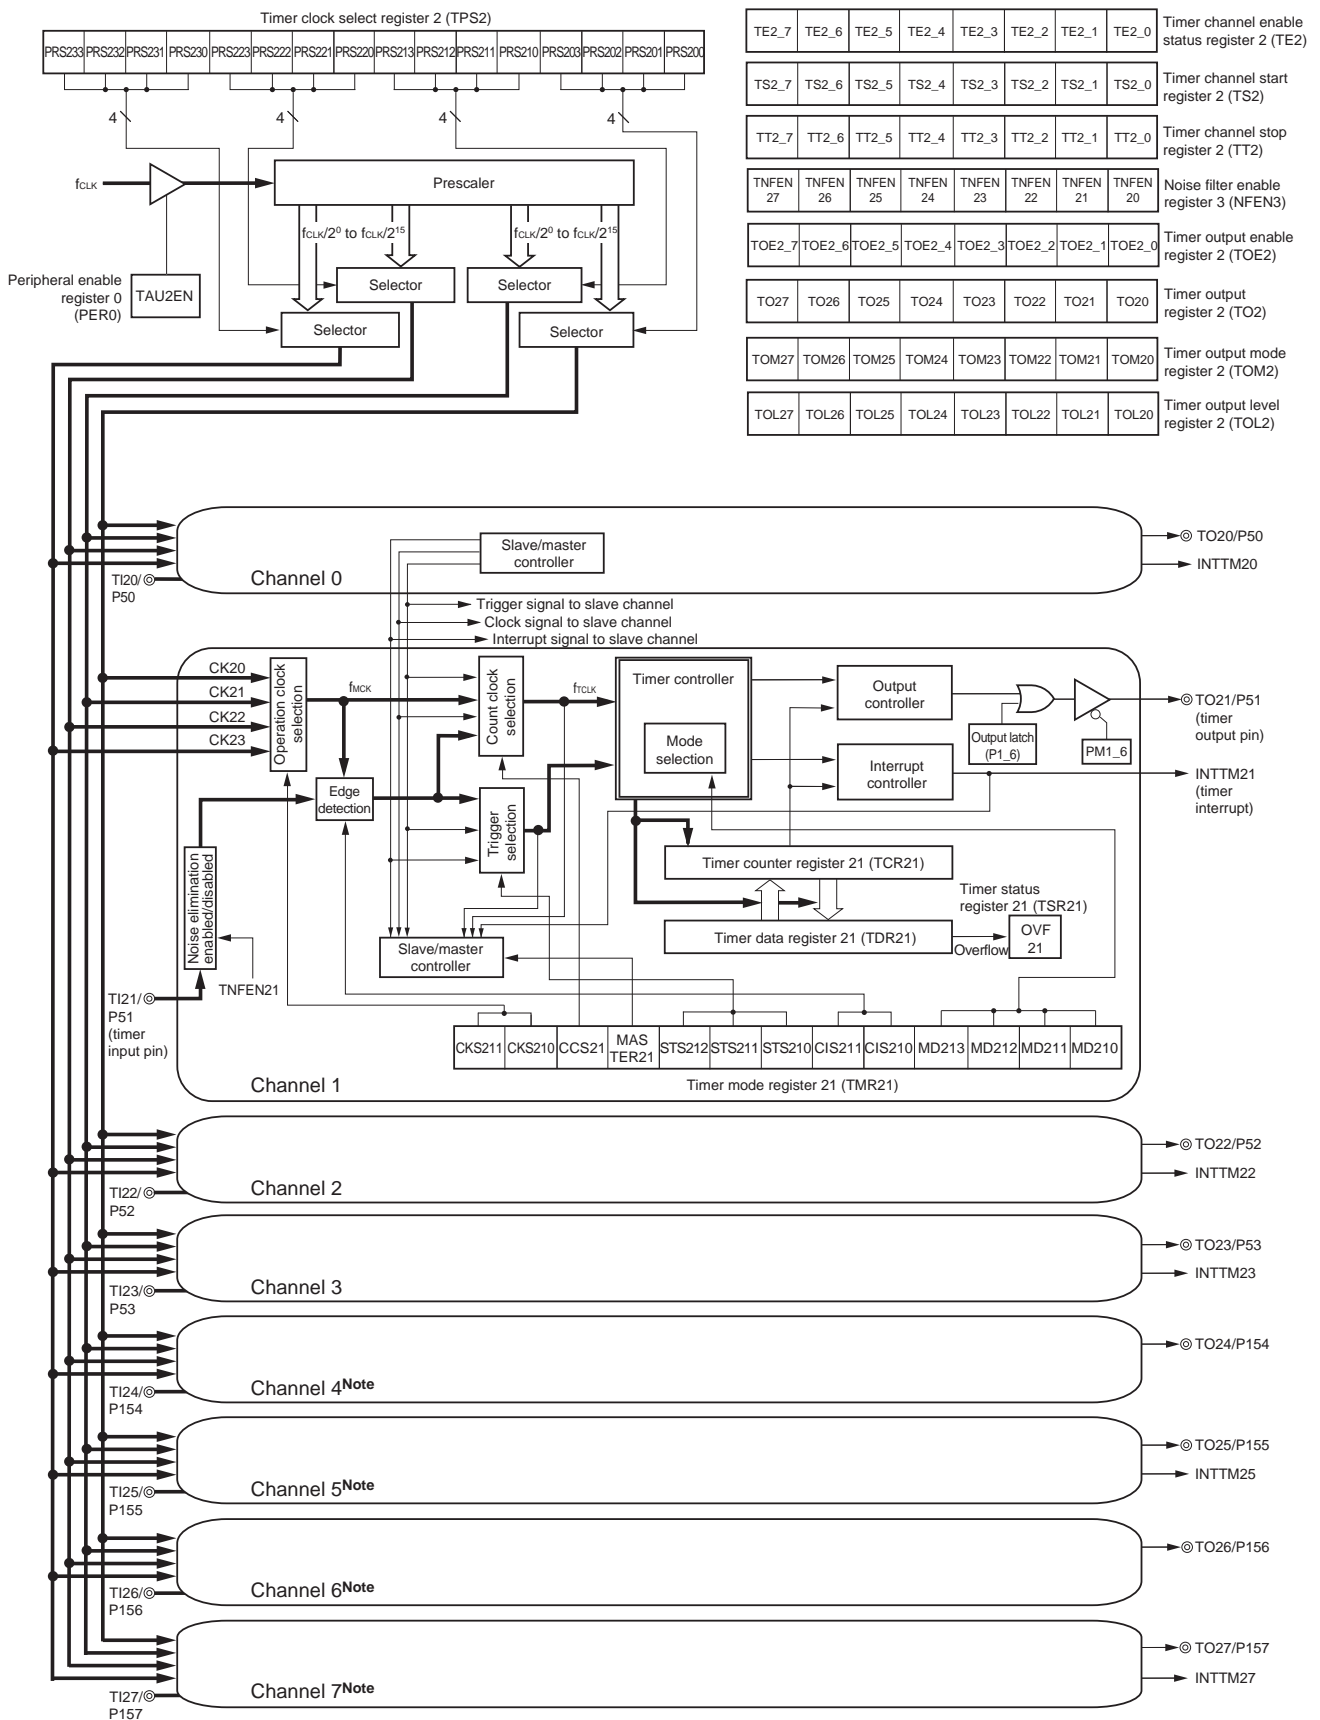 Timer clock select register 2 (TPS2)
PRS233 PRS232 PRS231 PRS230 PRS223 PRS222 PRS221 PRS220 PRS213 PRS212 PRS211 PRS210 PRS203 PRS202 PRS201 PRS200
4 4 4 4
fCLK
Prescaler
fCLK/2⁰ to fCLK/2¹⁵ fCLK/2⁰ to fCLK/2¹⁵
Peripheral enable
register 0
(PER0)
TAU2EN
Selector Selector
Selector Selector
TE2_7 TE2_6 TE2_5 TE2_4 TE2_3 TE2_2 TE2_1 TE2_0
Timer channel enable
status register 2 (TE2)
TS2_7 TS2_6 TS2_5 TS2_4 TS2_3 TS2_2 TS2_1 TS2_0
Timer channel start
register 2 (TS2)
TT2_7 TT2_6 TT2_5 TT2_4 TT2_3 TT2_2 TT2_1 TT2_0
Timer channel stop
register 2 (TT2)
TNFEN TNFEN TNFEN TNFEN TNFEN TNFEN TNFEN TNFEN
27 26 25 24 23 22 21 20
Noise filter enable
register 3 (NFEN3)
TOE2_7 TOE2_6 TOE2_5 TOE2_4 TOE2_3 TOE2_2 TOE2_1 TOE2_0
Timer output enable
register 2 (TOE2)
TO27 TO26 TO25 TO24 TO23 TO22 TO21 TO20
Timer output
register 2 (TO2)
TOM27 TOM26 TOM25 TOM24 TOM23 TOM22 TOM21 TOM20
Timer output mode
register 2 (TOM2)
TOL27 TOL26 TOL25 TOL24 TOL23 TOL22 TOL21 TOL20
Timer output level
register 2 (TOL2)
TI20/
P50
Channel 0
Slave/master
controller
TO20/P50
INTTM20
Trigger signal to slave channel
Clock signal to slave channel
Interrupt signal to slave channel
CK20
CK21
CK22
CK23
Operation clock
selection
fMCK
Count clock
selection
fTCLK
Timer controller
Mode
selection
Output
controller
Output latch
(P1_6)
PM1_6
TO21/P51
(timer
output pin)
Interrupt
controller
INTTM21
(timer
interrupt)
Edge
detection
Trigger
selection
Noise elimination
enabled/disabled
TNFEN21
Timer counter register 21 (TCR21)
Timer status
register 21 (TSR21)
Timer data register 21 (TDR21)
Overflow
OVF
21
Slave/master
controller
TI21/
P51
(timer
input pin)
CKS211 CKS210 CCS21 MAS
TER21 STS212 STS211 STS210 CIS211 CIS210 MD213 MD212 MD211 MD210
Timer mode register 21 (TMR21)
Channel 1
TI22/
P52
Channel 2
TO22/P52
INTTM22
TI23/
P53
Channel 3
TO23/P53
INTTM23
TI24/
P154
Channel 4Note
TO24/P154
TI25/
P155
Channel 5Note
TO25/P155
INTTM25
TI26/
P156
Channel 6Note
TO26/P156
TI27/
P157
Channel 7Note
TO27/P157
INTTM27